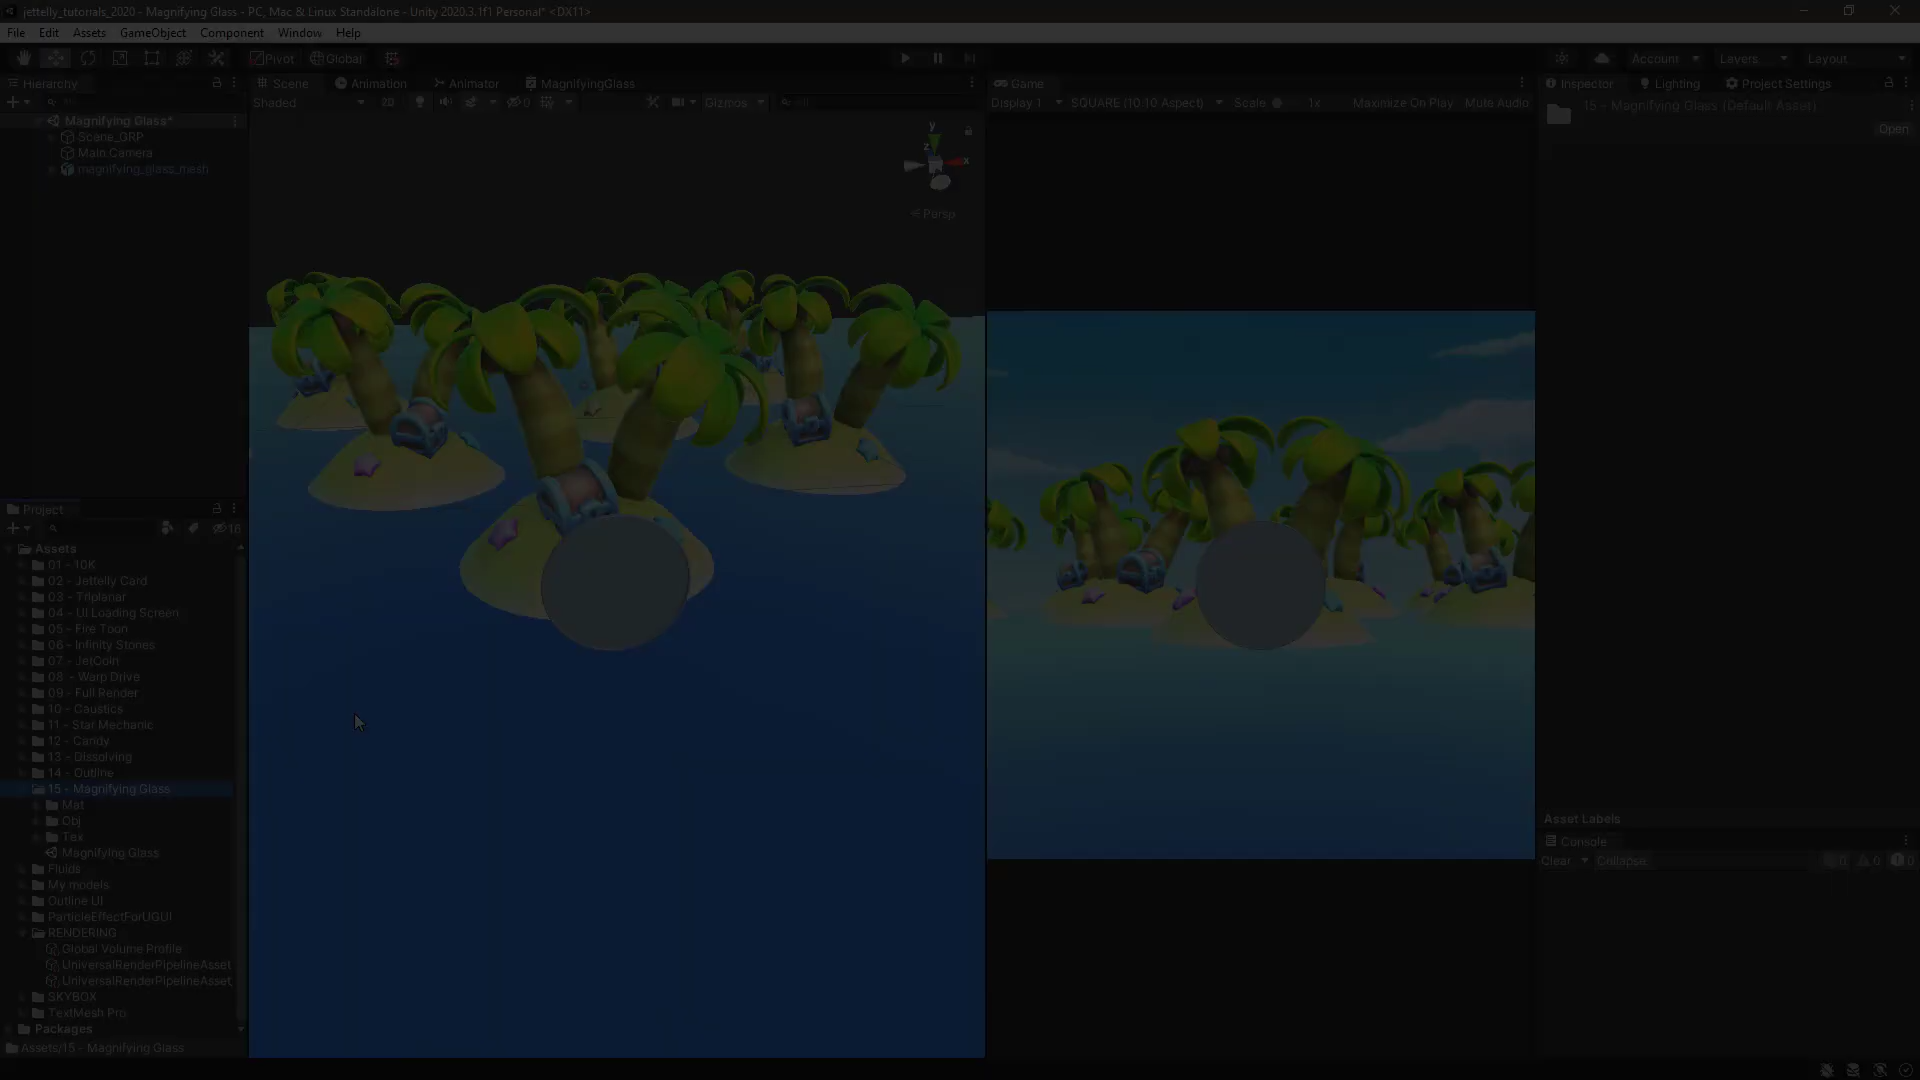 jettelly_tutorials_2020 - Magnifying Glass - PC, Mac & Linux Standalone - Unity 2020.3.1f1 Personal* <DX11>
File Edit Assets GameObject Component Window Help
Pivot Global Account Layers Layout
Hierarchy
Scene Animation Animator MagnifyingGlass
Game
Inspector Lighting Project Settings
Shaded 2D 0 Gizmos
Display 1 SQUARE (10:10 Aspect) Scale 1x Maximize On Play Mute Audio
15 - Magnifying Glass (Default Asset)
Open
Magnifying Glass*
Scene_GRP
Main Camera
magnifying_glass_mesh
y
z
x
Persp
Project
16
Assets
01 - 10K
02 - Jettelly Card
03 - Triplanar
04 - UI Loading Screen
05 - Fire Toon
06 - Infinity Stones
07 - JetCoin
08 - Warp Drive
09 - Full Render
10 - Caustics
11 - Star Mechanic
12 - Candy
13 - Dissolving
14 - Outline
15 - Magnifying Glass
Mat
Obj
Tex
Magnifying Glass
Fluids
My models
Outline UI
ParticleEffectForUGUI
RENDERING
Global Volume Profile
UniversalRenderPipelineAsset
UniversalRenderPipelineAsset
SKYBOX
TextMesh Pro
Packages
Assets/15 - Magnifying Glass
Asset Labels
Console
Clear Collapse 0 0 0